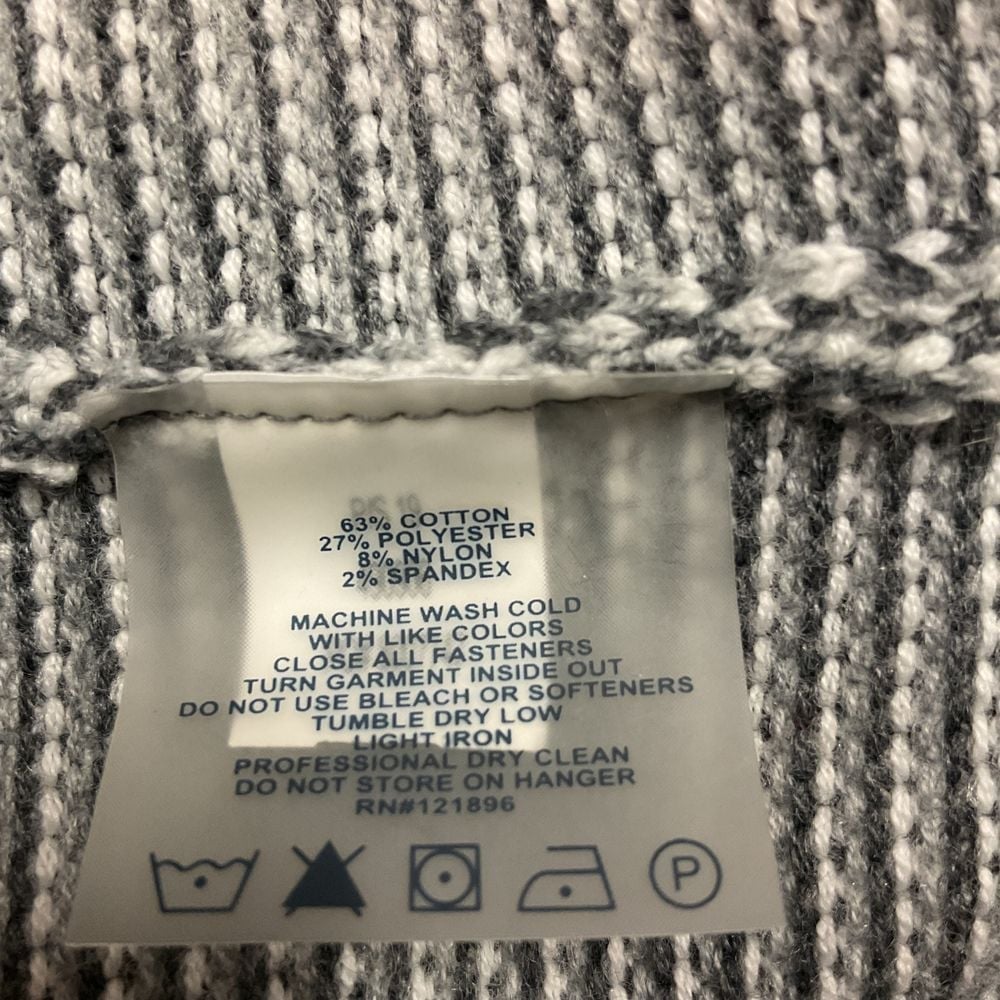 63% COTTON
27% POLYESTER
8% NYLON
2% SPANDEX
MACHINE WASH COLD
WITH LIKE COLORS
CLOSE ALL FASTENERS
TURN GARMENT INSIDE OUT
DO NOT USE BLEACH OR SOFTENERS
TUMBLE DRY LOW
LIGHT IRON
PROFESSIONAL DRY CLEAN
DO NOT STORE ON HANGER
RN#121896
P